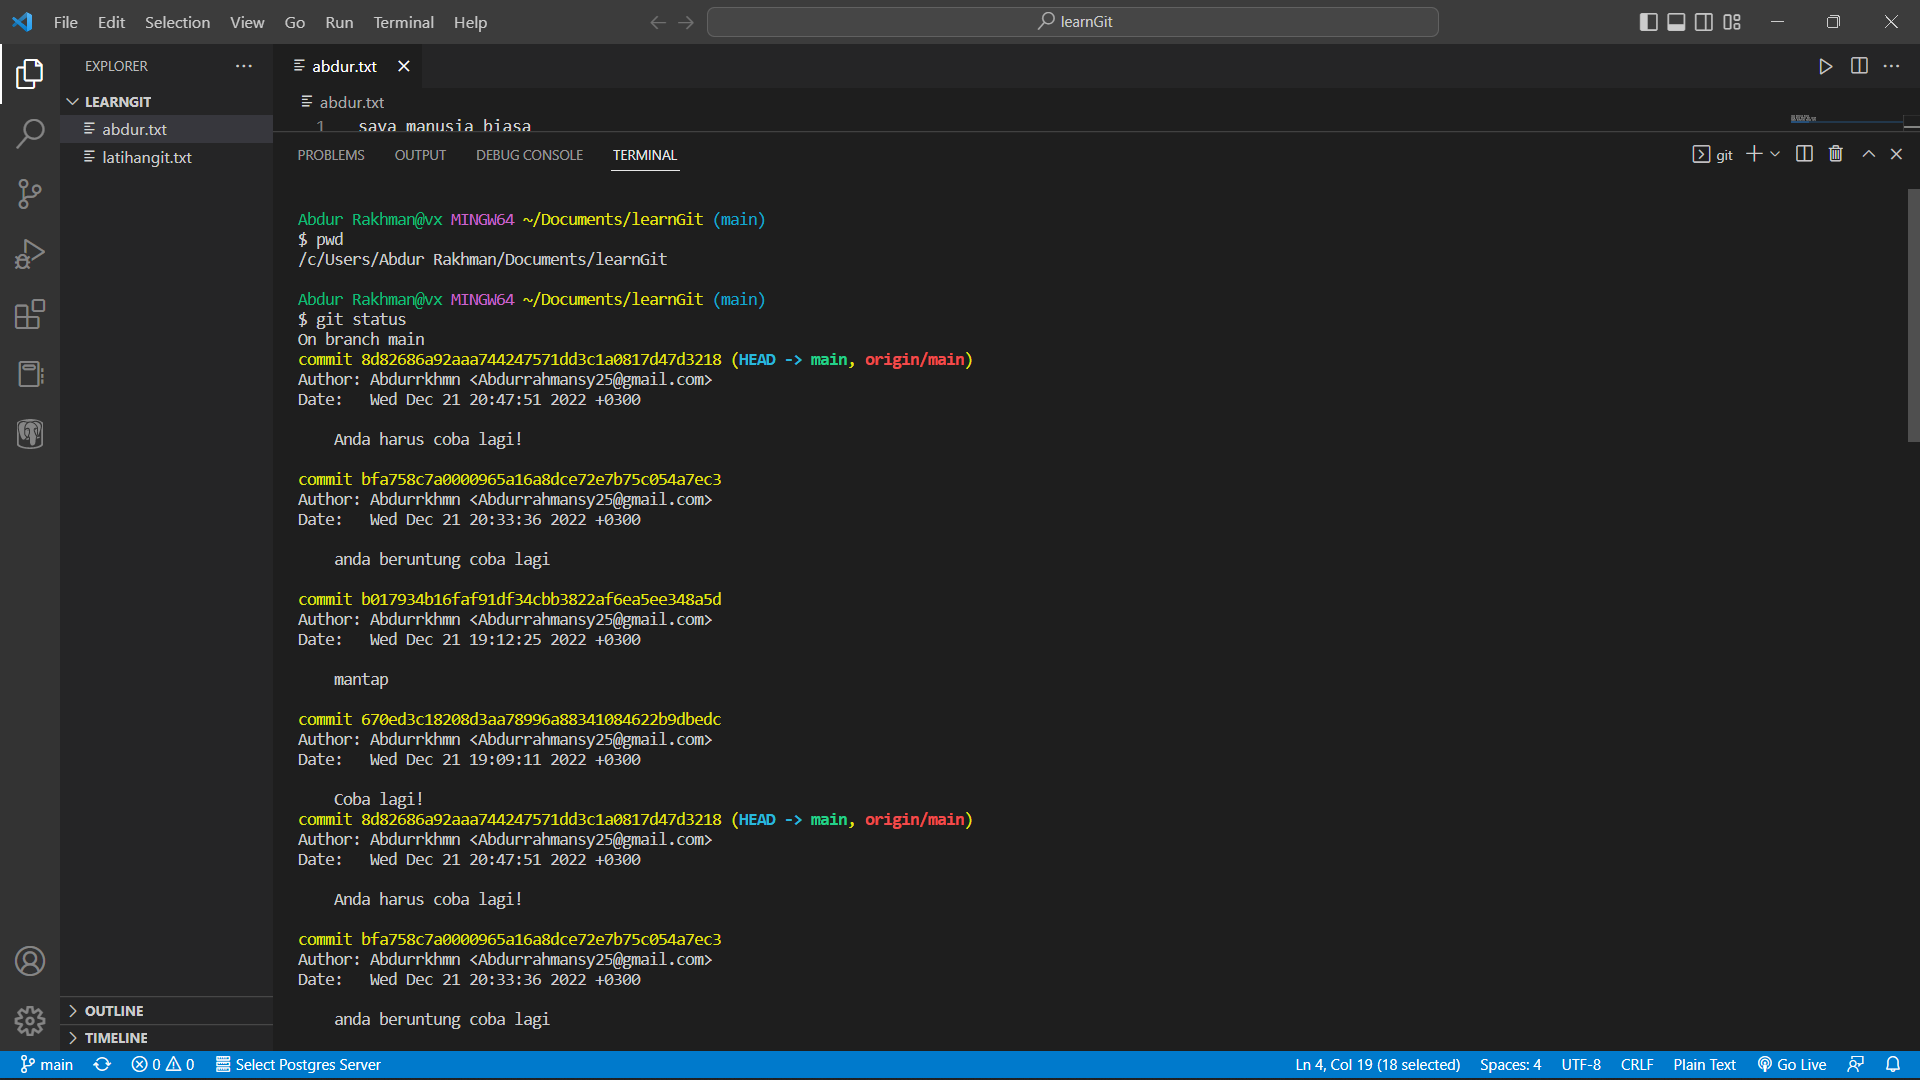 File Edit Selection View Go Run Terminal Help
learnGit
EXPLORER
LEARNGIT
abdur.txt
latihangit.txt
OUTLINE
TIMELINE
abdur.txt
abdur.txt
1 saya manusia biasa
PROBLEMS OUTPUT DEBUG CONSOLE TERMINAL
git
Abdur Rakhman@vx MINGW64 ~/Documents/learnGit (main)
$ pwd
/c/Users/Abdur Rakhman/Documents/learnGit
Abdur Rakhman@vx MINGW64 ~/Documents/learnGit (main)
$ git status
On branch main
commit 8d82686a92aaa744247571dd3c1a0817d47d3218 (HEAD -> main, origin/main)
Author: Abdurrkhmn <Abdurrahmansy25@gmail.com>
Date:   Wed Dec 21 20:47:51 2022 +0300
Anda harus coba lagi!
commit bfa758c7a0000965a16a8dce72e7b75c054a7ec3
Author: Abdurrkhmn <Abdurrahmansy25@gmail.com>
Date:   Wed Dec 21 20:33:36 2022 +0300
anda beruntung coba lagi
commit b017934b16faf91df34cbb3822af6ea5ee348a5d
Author: Abdurrkhmn <Abdurrahmansy25@gmail.com>
Date:   Wed Dec 21 19:12:25 2022 +0300
mantap
commit 670ed3c18208d3aa78996a88341084622b9dbedc
Author: Abdurrkhmn <Abdurrahmansy25@gmail.com>
Date:   Wed Dec 21 19:09:11 2022 +0300
Coba lagi!
commit 8d82686a92aaa744247571dd3c1a0817d47d3218 (HEAD -> main, origin/main)
Author: Abdurrkhmn <Abdurrahmansy25@gmail.com>
Date:   Wed Dec 21 20:47:51 2022 +0300
Anda harus coba lagi!
commit bfa758c7a0000965a16a8dce72e7b75c054a7ec3
Author: Abdurrkhmn <Abdurrahmansy25@gmail.com>
Date:   Wed Dec 21 20:33:36 2022 +0300
anda beruntung coba lagi
main 0 0 Select Postgres Server Ln 4, Col 19 (18 selected) Spaces: 4 UTF-8 CRLF Plain Text Go Live